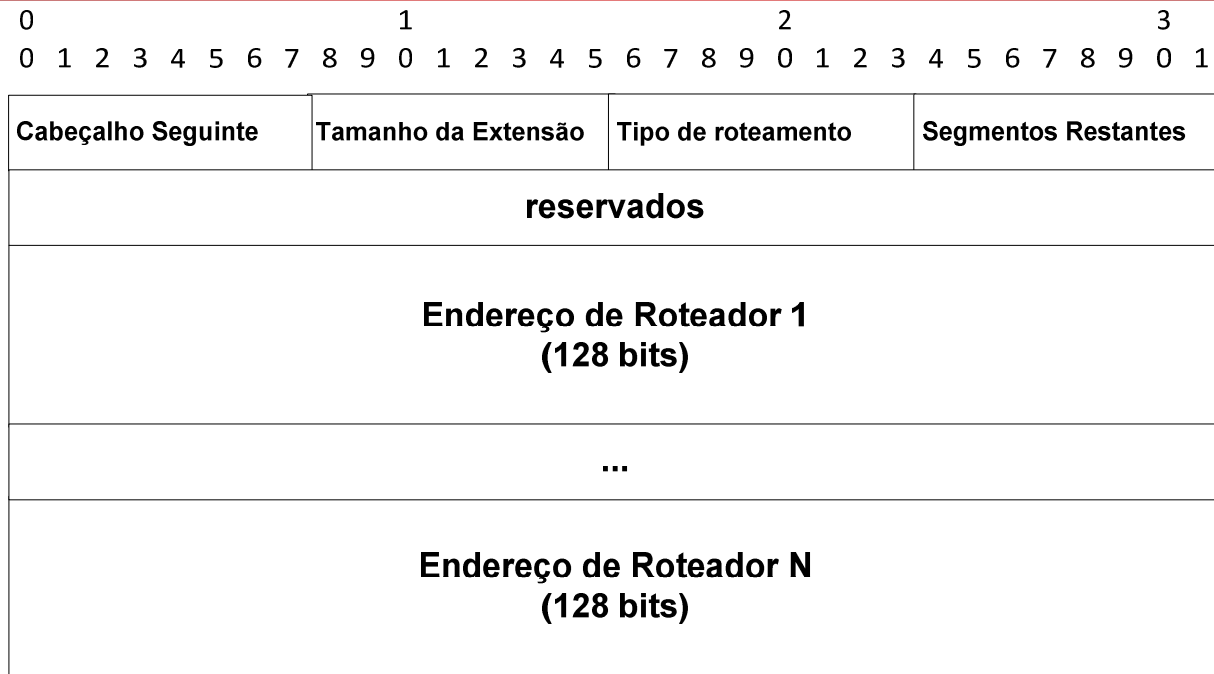 0 1 2 3
0 1 2 3 4 5 6 7 8 9 0 1 2 3 4 5 6 7 8 9 0 1 2 3 4 5 6 7 8 9 0 1
Cabeçalho Seguinte Tamanho da Extensão Tipo de roteamento Segmentos Restantes
reservados
Endereço de Roteador 1
(128 bits)
...
Endereço de Roteador N
(128 bits)